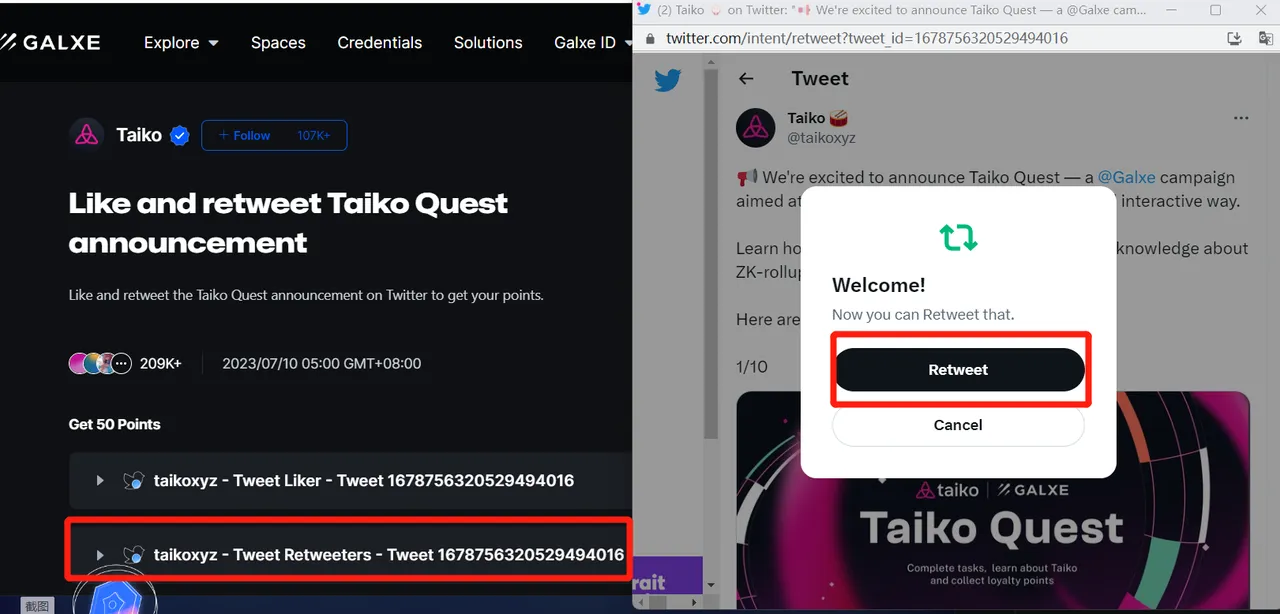 GALXE
Explore
Spaces
Credentials
Solutions
Galxe ID
Taiko
+ Follow 107K+
Like and retweet Taiko Quest
announcement
Like and retweet the Taiko Quest announcement on Twitter to get your points.
209K+
2023/07/10 05:00 GMT+08:00
Get 50 Points
taikoxyz - Tweet Liker - Tweet 1678756320529494016
taikoxyz - Tweet Retweeters - Tweet 1678756320529494016
截图
(2) Taiko 🥁 on Twitter: "📢 We're excited to announce Taiko Quest — a @Galxe cam...
twitter.com/intent/retweet?tweet_id=1678756320529494016
Tweet
Taiko 🥁
@taikoxyz
📢 We're excited to announce Taiko Quest — a @Galxe campaign
aimed at interactive way.
Learn ho knowledge about
ZK-rollup
Here are
1/10
Welcome!
Now you can Retweet that.
Retweet
Cancel
taiko | GALXE
Taiko Quest
Complete tasks, learn about Taiko
and collect loyalty points
rait